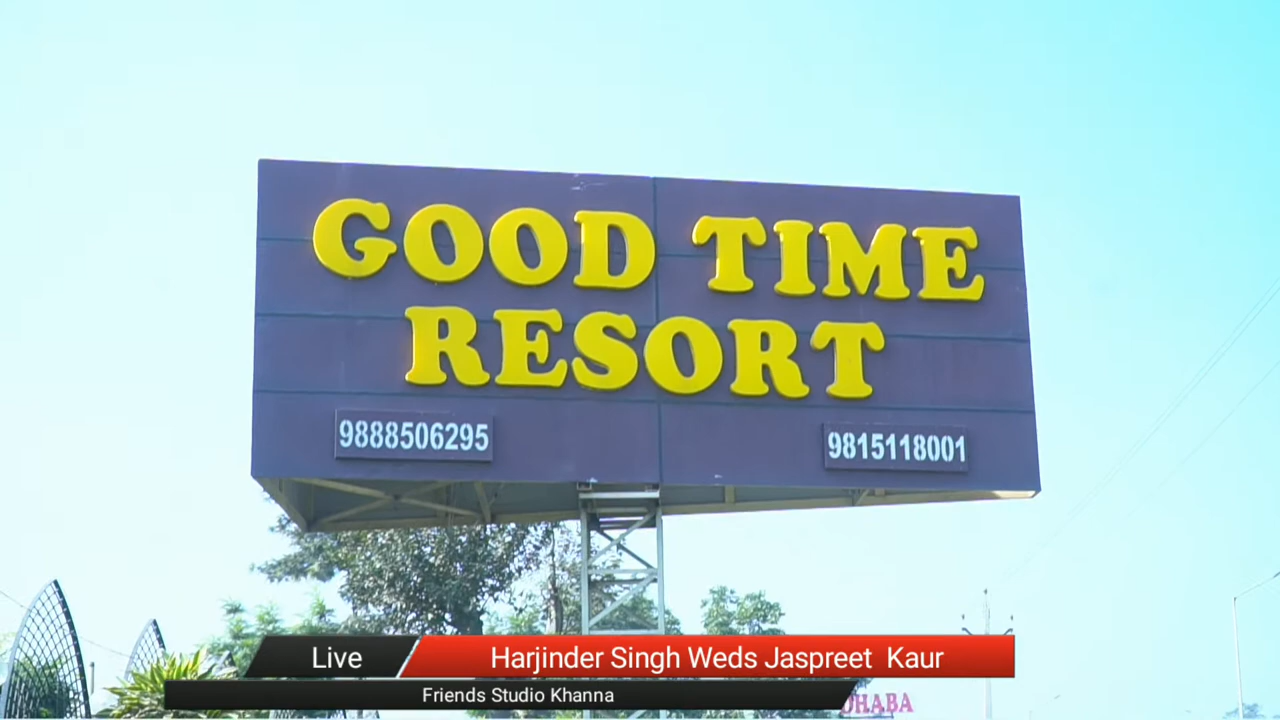 GOOD TIME
RESORT
9888506295
9815118001
Live
Harjinder Singh Weds Jaspreet Kaur
Friends Studio Khanna